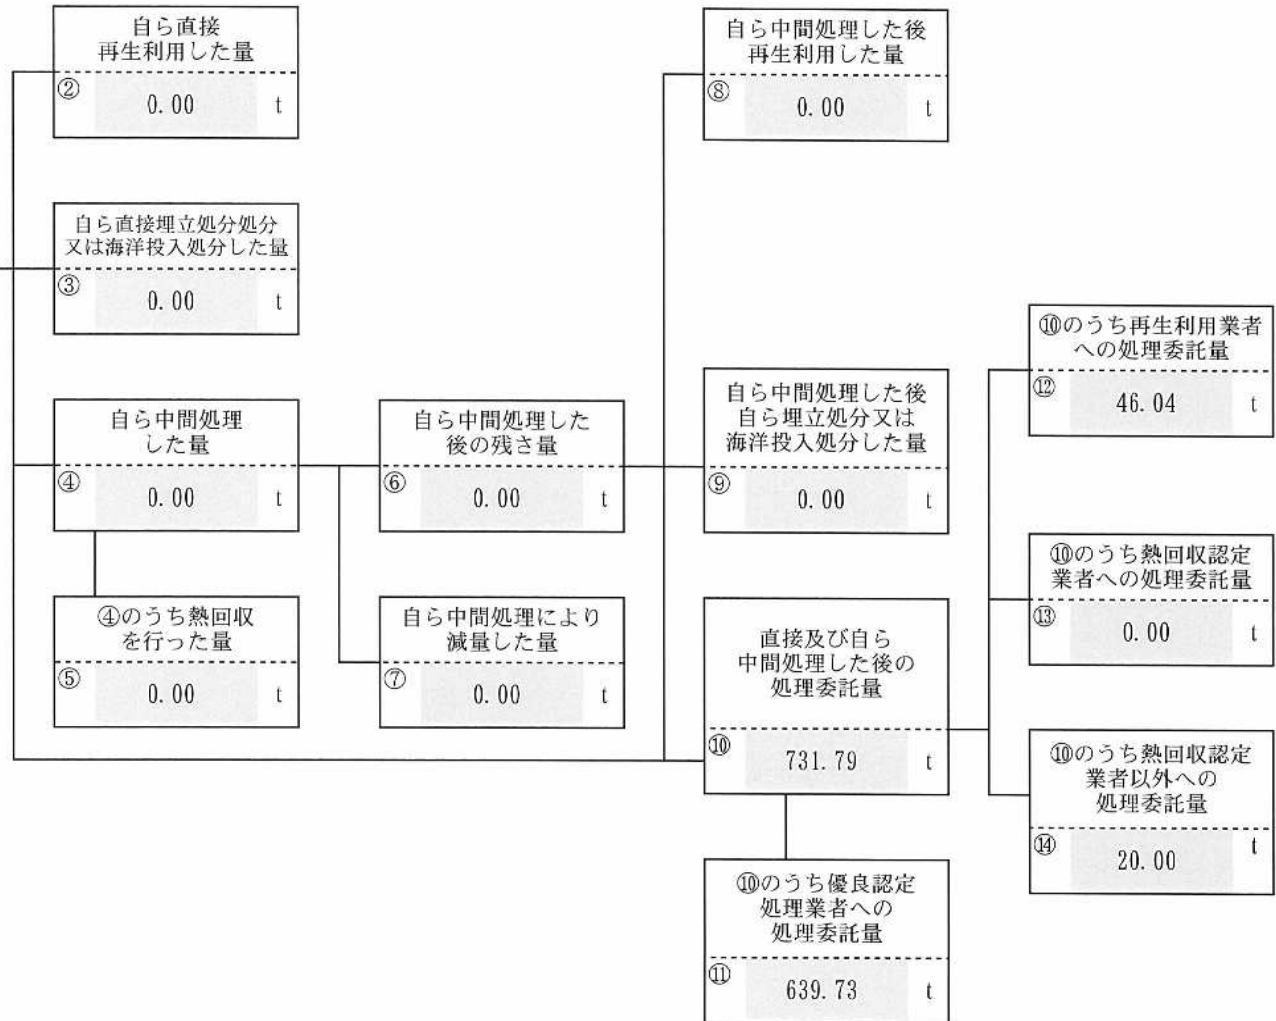 自ら直接
再生利用した量
②
0.00 t
自ら直接埋立処分処分
又は海洋投入処分した量
③
0.00 t
自ら中間処理
した量
④
0.00 t
④のうち熱回収
を行った量
⑤
0.00 t
自ら中間処理した
後の残さ量
⑥
0.00 t
自ら中間処理により
減量した量
⑦
0.00 t
自ら中間処理した後
再生利用した量
⑧
0.00 t
自ら中間処理した後
自ら埋立処分又は
海洋投入処分した量
⑨
0.00 t
直接及び自ら
中間処理した後の
処理委託量
⑩
731.79 t
⑩のうち優良認定
処理業者への
処理委託量
⑪
639.73 t
⑩のうち再生利用業者
への処理委託量
⑫
46.04 t
⑩のうち熱回収認定
業者への処理委託量
⑬
0.00 t
⑩のうち熱回収認定
業者以外への
処理委託量
⑭
20.00 t